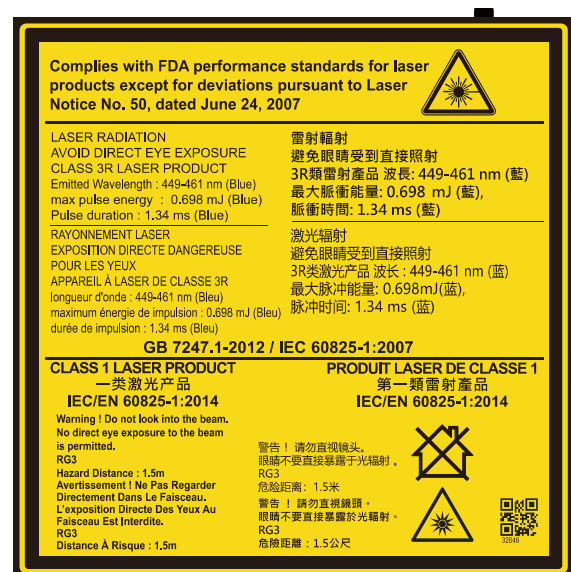 Complies with FDA performance standards for laser
products except for deviations pursuant to Laser
Notice No. 50, dated June 24, 2007
LASER RADIATION
AVOID DIRECT EYE EXPOSURE
CLASS 3R LASER PRODUCT
Emitted Wavelength : 449-461 nm (Blue)
max pulse energy : 0.698 mJ (Blue)
Pulse duration : 1.34 ms (Blue)
雷射輻射
避免眼睛受到直接照射
3R類雷射產品 波長: 449-461 nm (藍)
最大脈衝能量: 0.698 mJ (藍),
脈衝時間: 1.34 ms (藍)
RAYONNEMENT LASER
EXPOSITION DIRECTE DANGEREUSE
POUR LES YEUX
APPAREIL À LASER DE CLASSE 3R
longueur d'onde : 449-461 nm (Bleu)
maximum énergie de impulsion : 0.698 mJ (Bleu)
durée de impulsion : 1.34 ms (Bleu)
激光辐射
避免眼睛受到直接照射
3R类激光产品 波长 : 449-461 nm (蓝)
最大脉冲能量: 0.698mJ(蓝),
脉冲时间: 1.34 ms (蓝)
GB 7247.1-2012 / IEC 60825-1:2007
CLASS 1 LASER PRODUCT
一类激光产品
IEC/EN 60825-1:2014
PRODUIT LASER DE CLASSE 1
第一類雷射產品
IEC/EN 60825-1:2014
Warning ! Do not look into the beam.
No direct eye exposure to the beam
is permitted.
RG3
Hazard Distance : 1.5m
Avertissement ! Ne Pas Regarder
Directement Dans Le Faisceau.
L'exposition Directe Des Yeux Au
Faisceau Est Interdite.
RG3
Distance À Risque : 1.5m
警告！ 请勿直视镜头。
眼睛不要直接暴露于光辐射 。
RG3
危险距离：1.5米
警告 ！ 請勿直視鏡頭。
眼睛不要直接暴露於光輻射。
RG3
危險距離：1.5公尺
32646